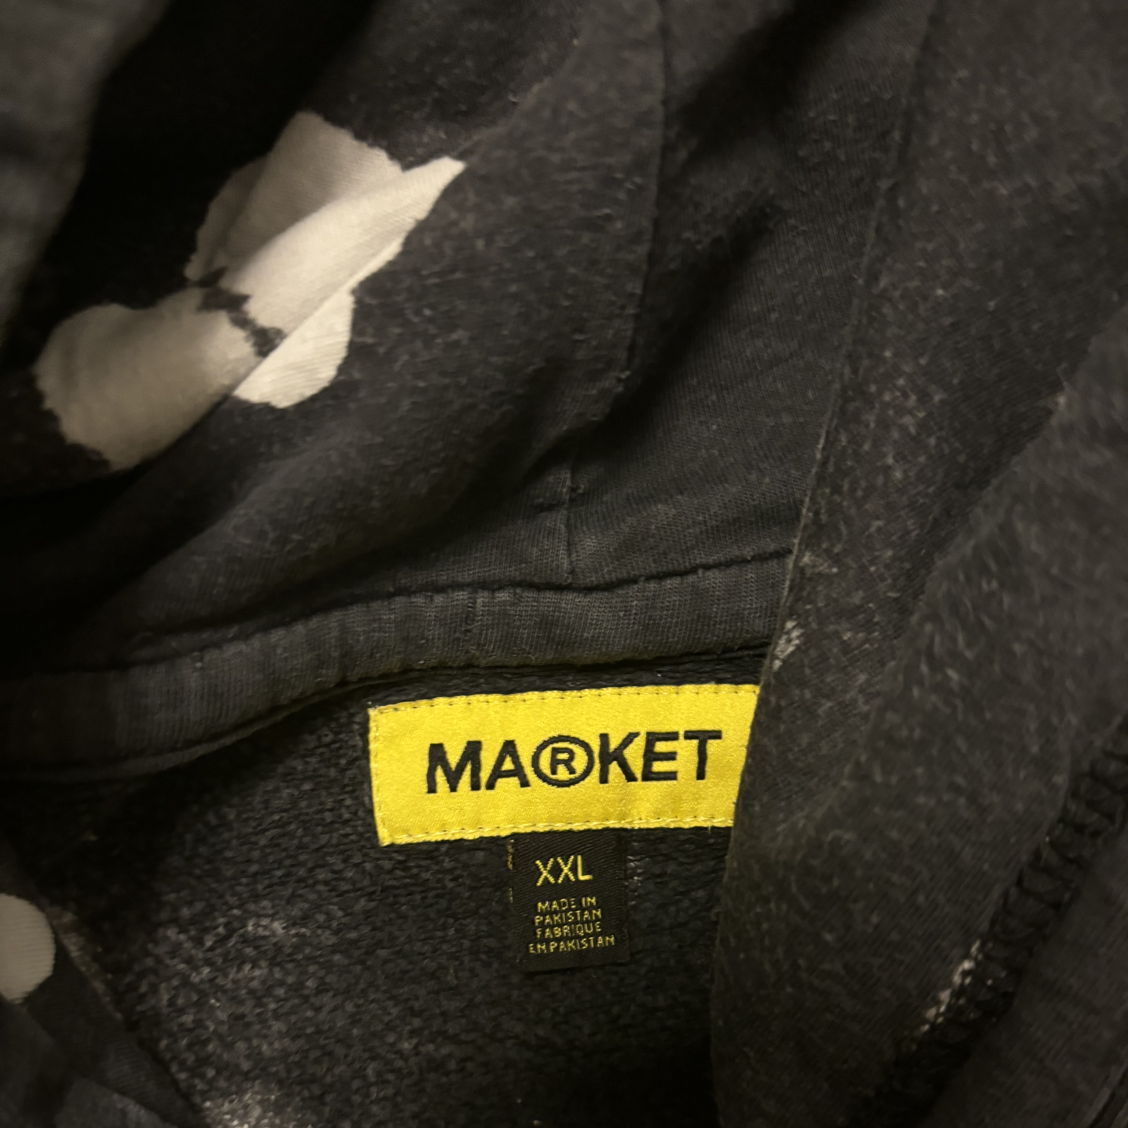 MA®KET
XXL
MADE IN
PAKISTAN
FABRIQUE
EN PAKISTAN